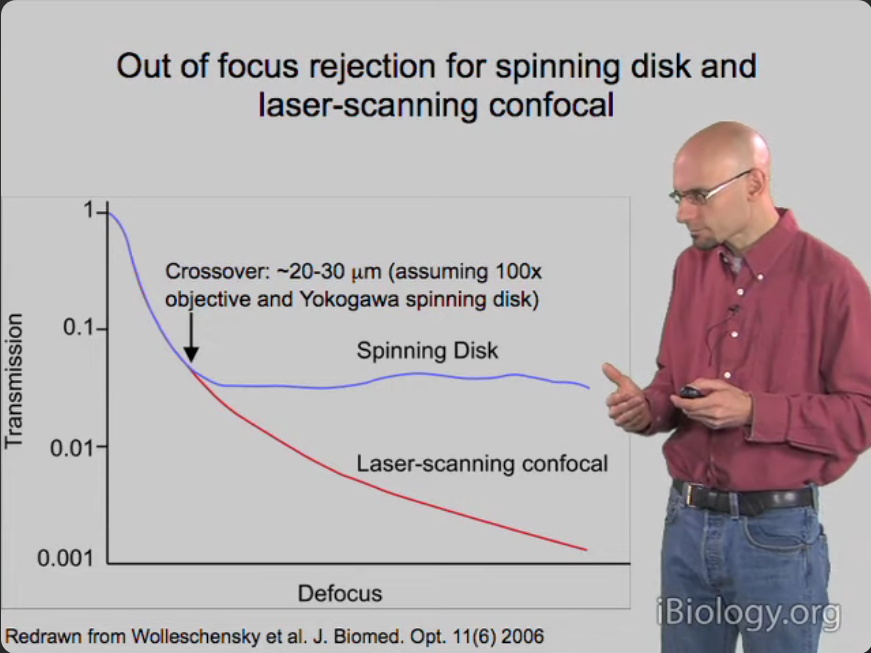 Out of focus rejection for spinning disk and
laser-scanning confocal
1
Crossover: ~20-30 μm (assuming 100x
objective and Yokogawa spinning disk)
0.1
Spinning Disk
Transmission
0.01
Laser-scanning confocal
0.001
Defocus
iBiology.org
Redrawn from Wolleschensky et al. J. Biomed. Opt. 11(6) 2006